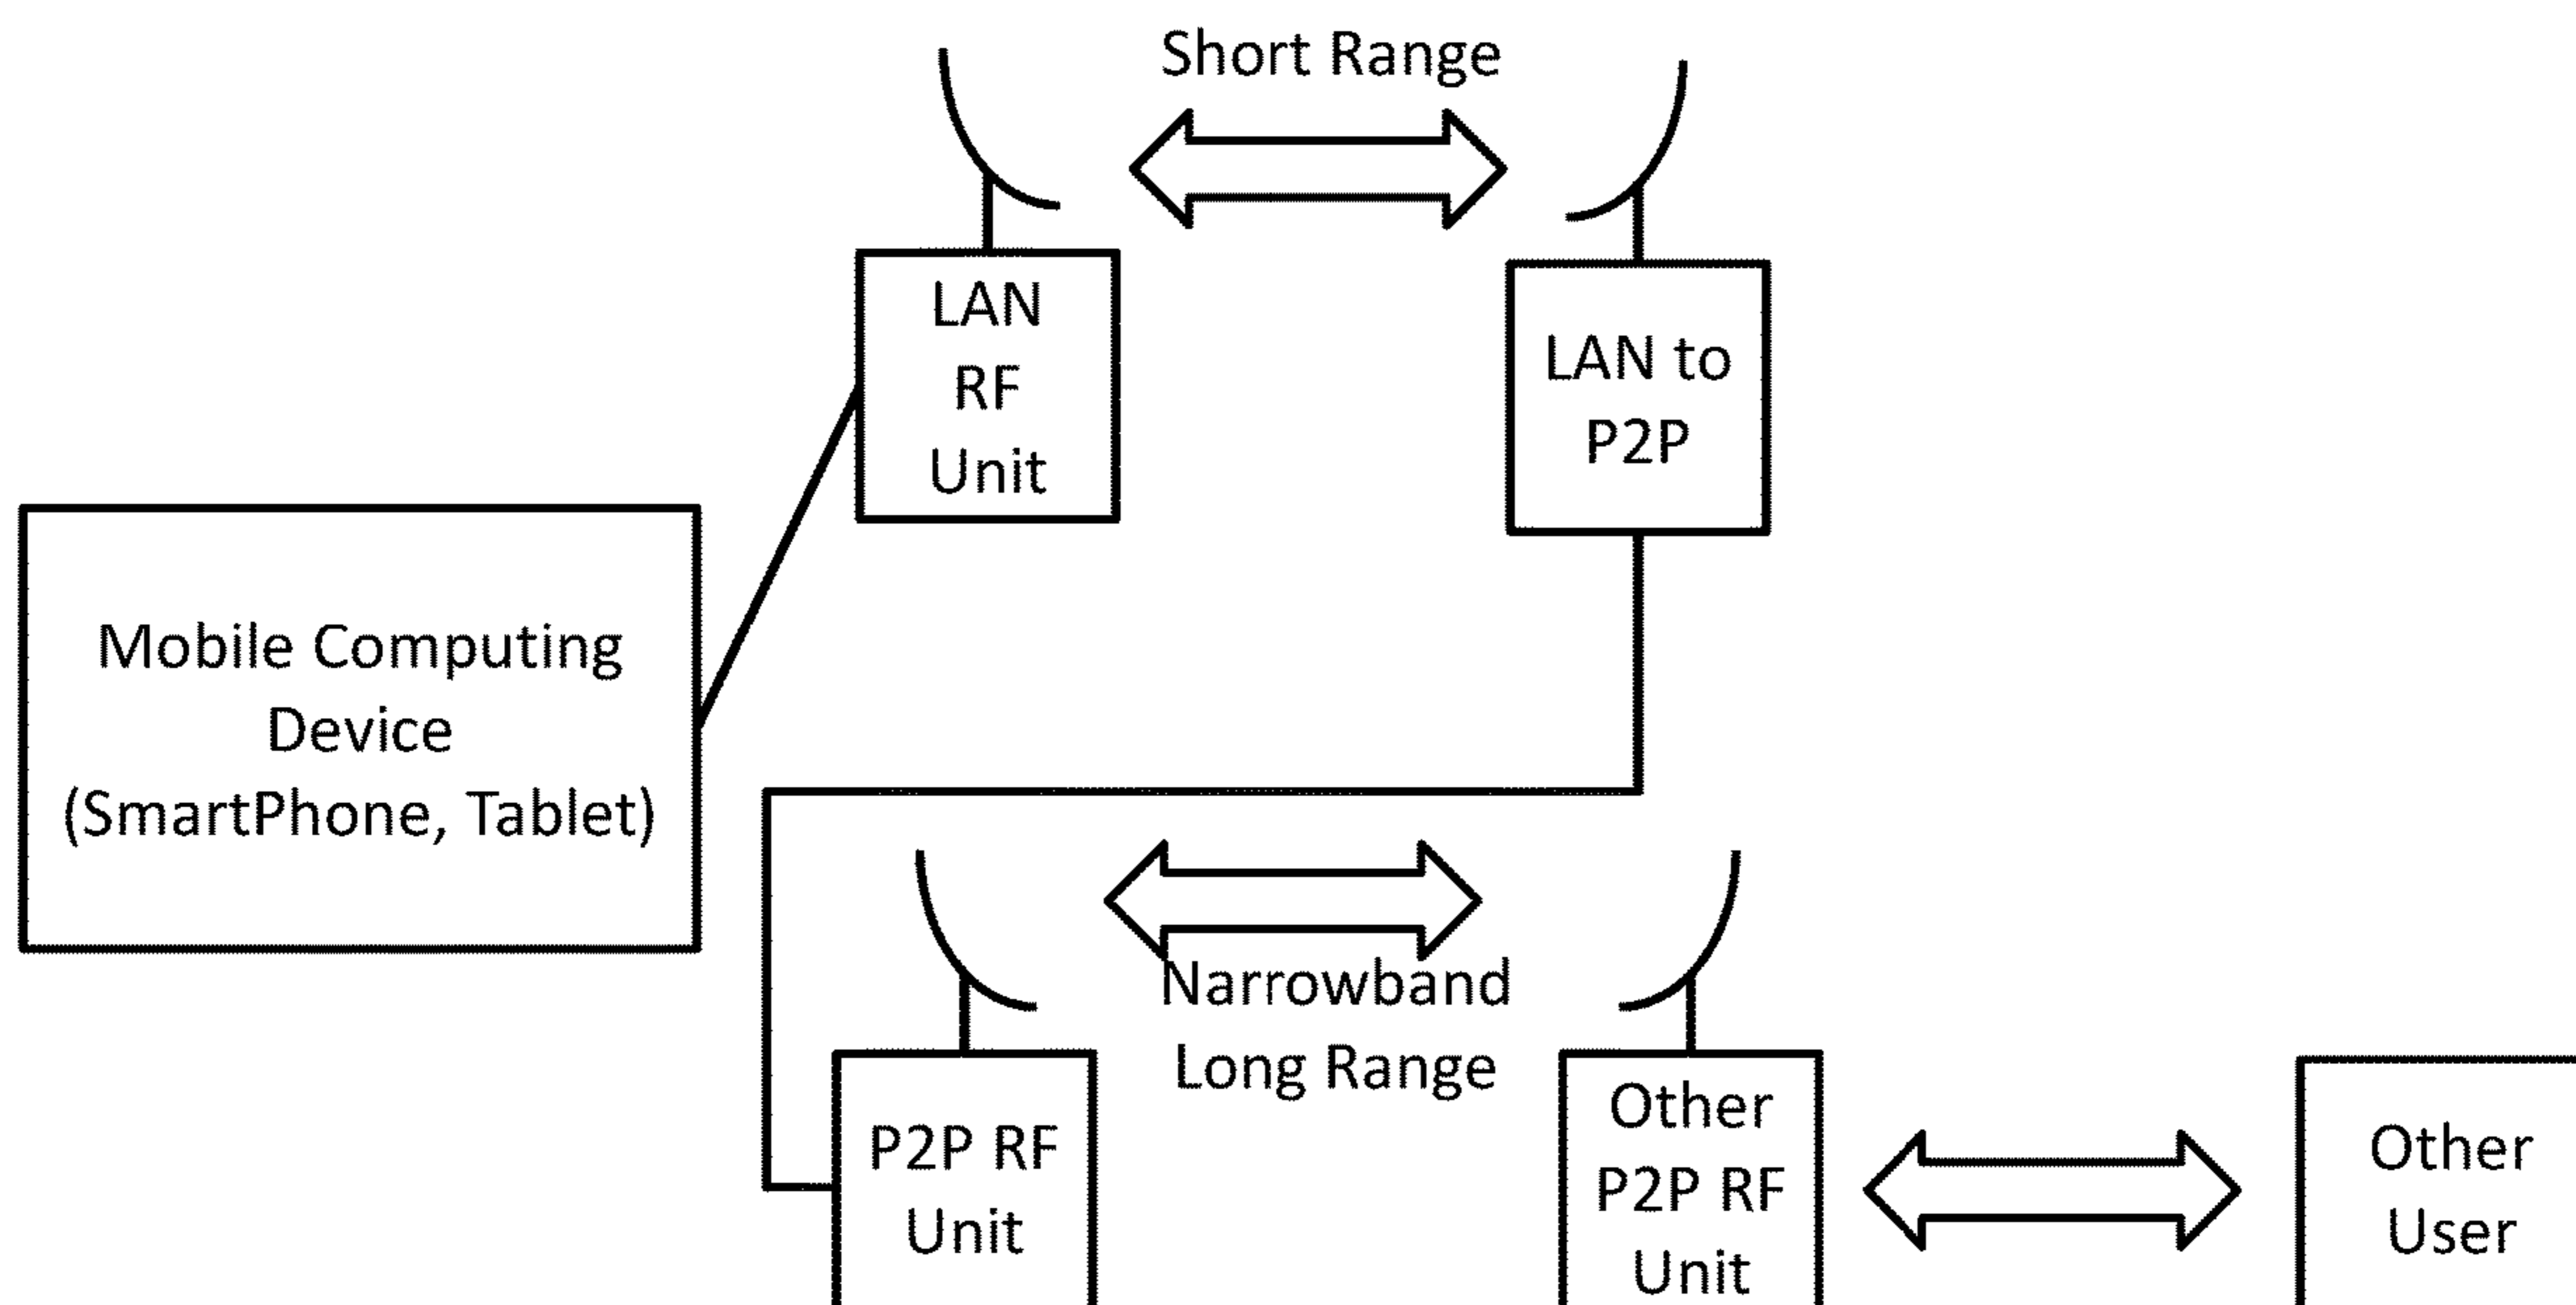 Short Range
LAN
RF
Unit
LAN to
P2P
Mobile Computing
Device
(SmartPhone, Tablet)
Narrowband
Long Range
P2P RF
Unit
Other
P2P RF
Unit
Other
User